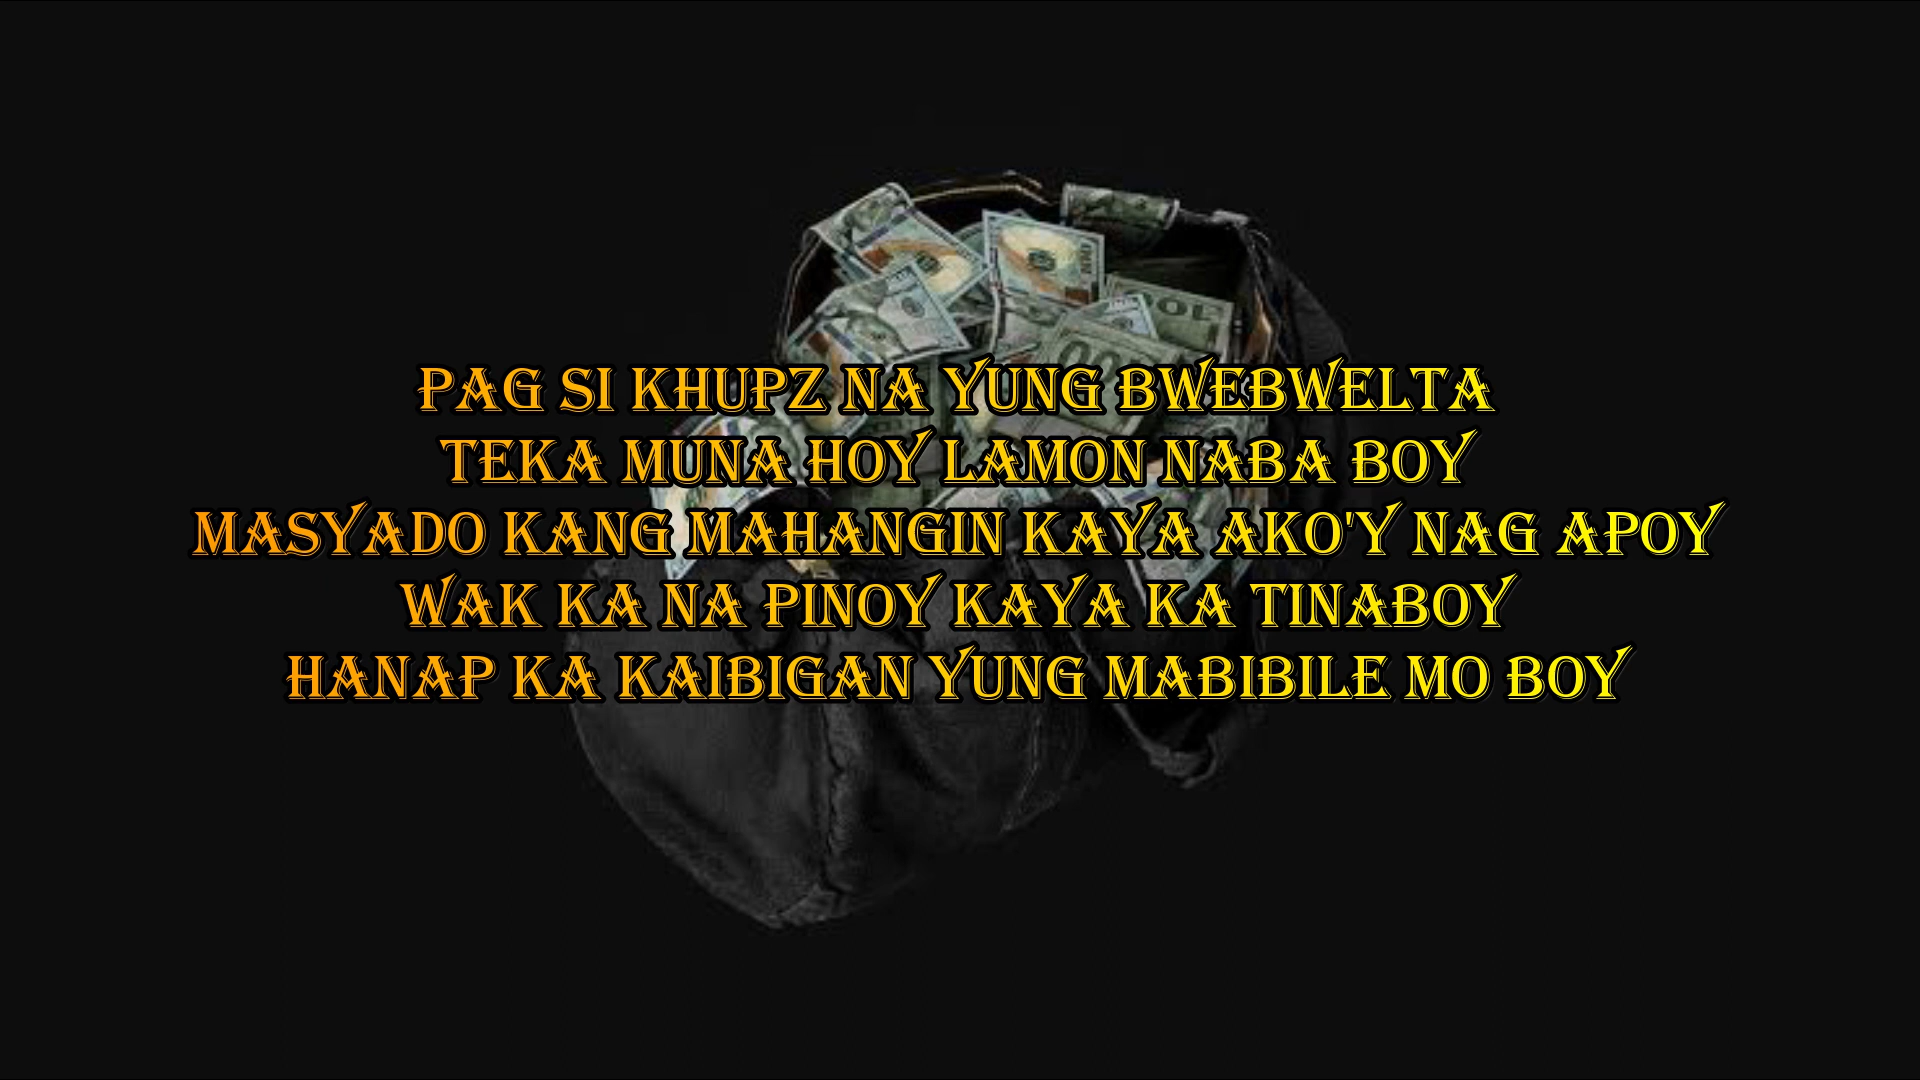 PAG SI KHUPZ NA YUNG BWEBWELTA
TEKA MUNA HOY LAMON NABA BOY
MASYADO KANG MAHANGIN KAYA AKO'Y NAG APOY
WAK KA NA PINOY KAYA KA TINABOY
HANAP KA KAIBIGAN YUNG MABIBILE MO BOY